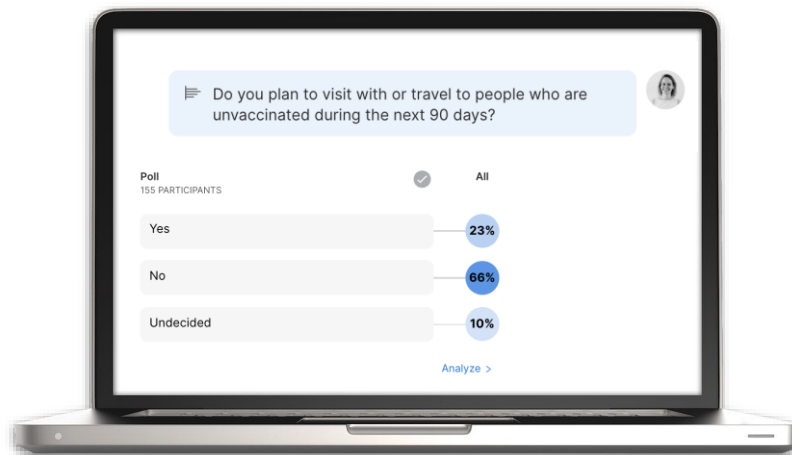 Do you plan to visit with or travel to people who are
unvaccinated during the next 90 days?
Poll
155 PARTICIPANTS
All
Yes
23%
No
66%
Undecided
10%
Analyze >